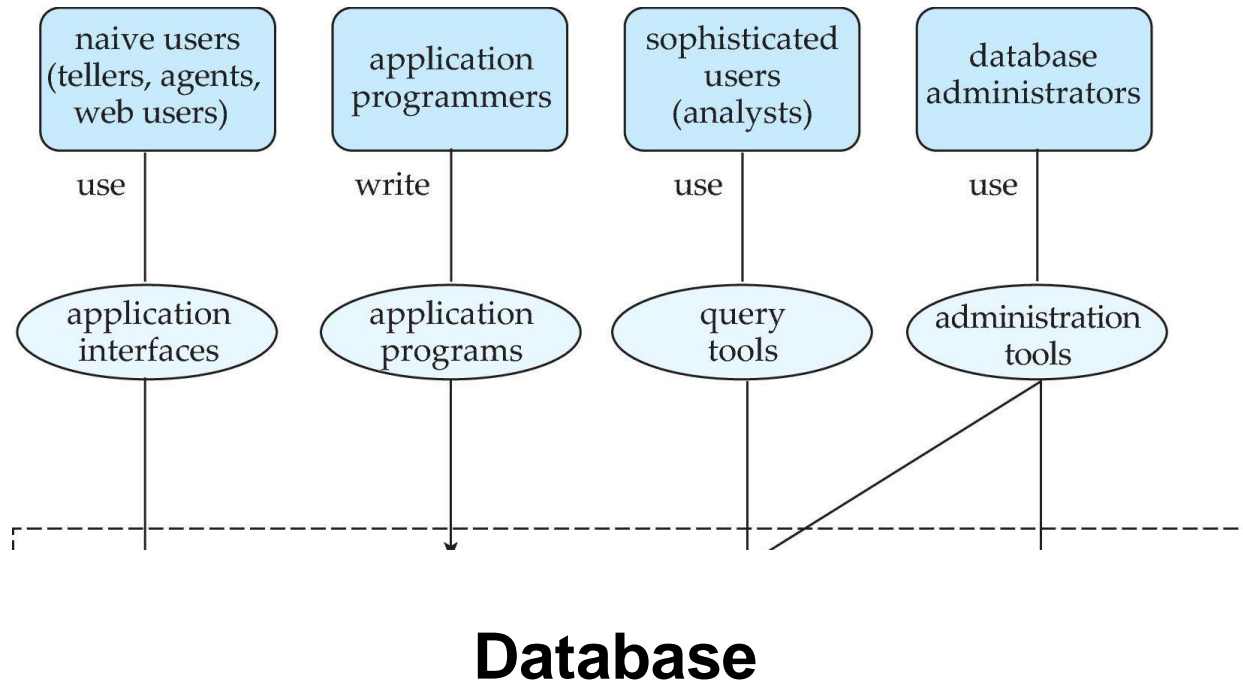 naive users
(tellers, agents,
web users)
application
programmers
sophisticated
users
(analysts)
database
administrators
use
write
use
use
application
interfaces
application
programs
query
tools
administration
tools
Database